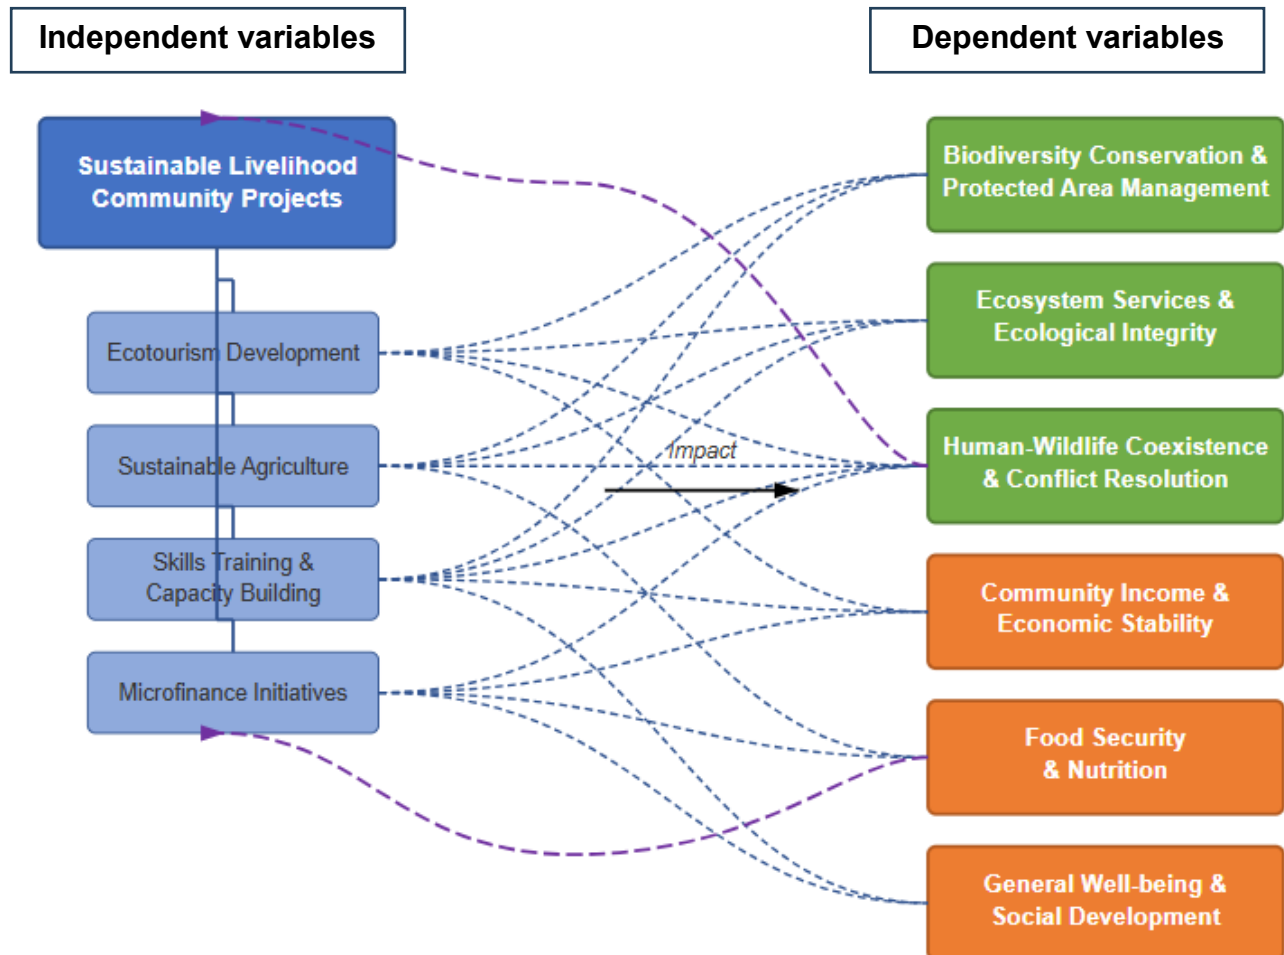 Independent variables
Dependent variables
Sustainable Livelihood
Community Projects
Ecotourism Development
Sustainable Agriculture
Skills Training &
Capacity Building
Microfinance Initiatives
Impact
Biodiversity Conservation &
Protected Area Management
Ecosystem Services &
Ecological Integrity
Human-Wildlife Coexistence
& Conflict Resolution
Community Income &
Economic Stability
Food Security
& Nutrition
General Well-being &
Social Development